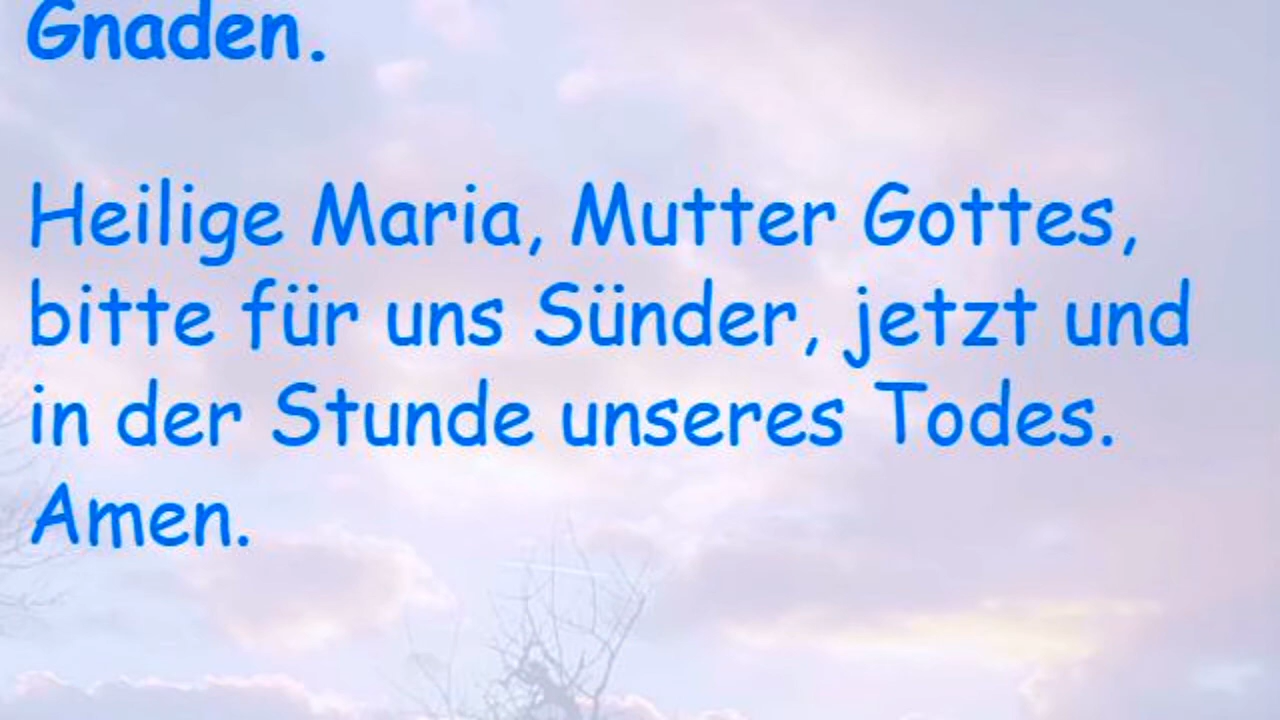 Gnaden.
Heilige Maria, Mutter Gottes,
bitte für uns Sünder, jetzt und
in der Stunde unseres Todes.
Amen.